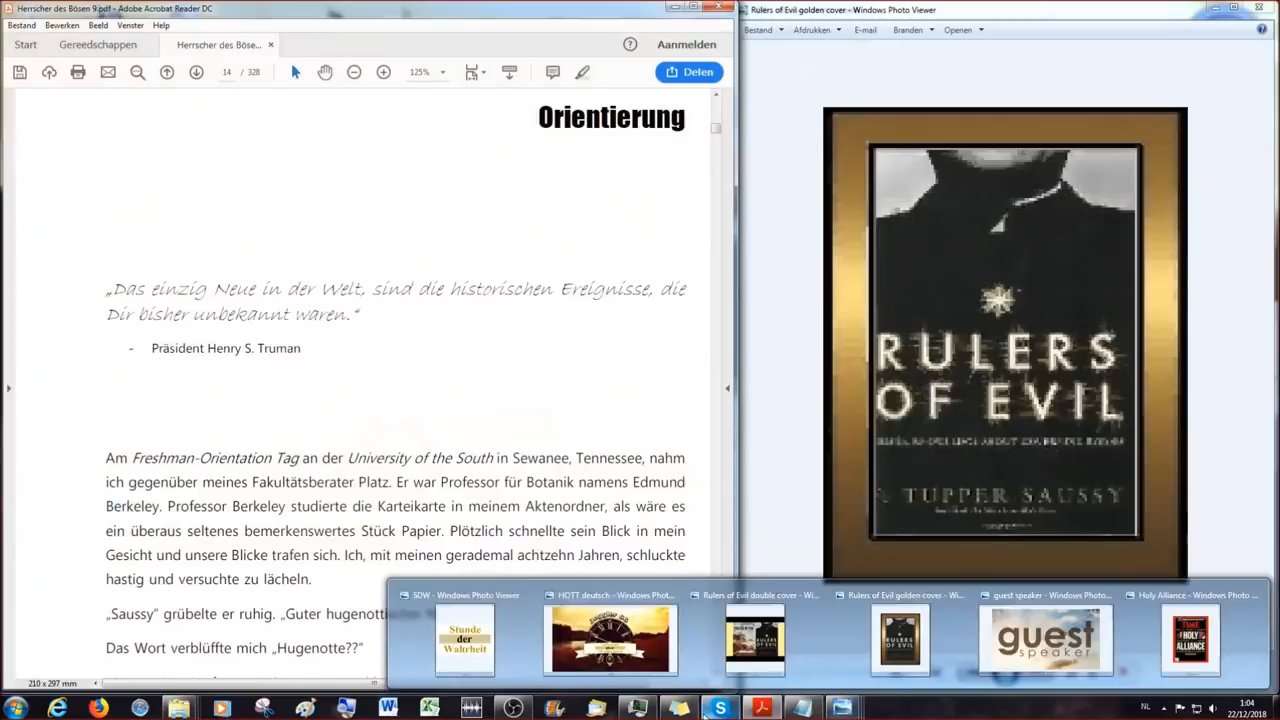 Herrscher des Bösen 9.pdf - Adobe Acrobat Reader DC
Bestand Bewerken Beeld Venster Help
Start Gereedschappen Herrscher des Böse... × Aanmelden
14 / 328 125% Delen
Orientierung
„Das einzig Neue in der Welt, sind die historischen Ereignisse, die
Dir bisher unbekannt waren.“
- Präsident Henry S. Truman
Am Freshman-Orientation Tag an der University of the South in Sewanee, Tennessee, nahm
ich gegenüber meines Fakultätsberater Platz. Er war Professor für Botanik namens Edmund
Berkeley. Professor Berkeley studierte die Karteikarte in meinem Aktenordner, als wäre es
ein überaus seltenes bemerkenswertes Stück Papier. Plötzlich schnellte sein Blick in mein
Gesicht und unsere Blicke trafen sich. Ich, mit meinen gerademal achtzehn Jahren, schluckte
hastig und versuchte zu lächeln.
„Saussy“ grübelte er ruhig. „Guter
Das Wort verblüffte mich „Hugenotte??“
210 x 297 mm
Rulers of Evil golden cover - Windows Photo Viewer
Bestand Afdrukken E-mail Branden Openen
RULERS
OF EVIL
TUPPER SAUSSY
SDW - Windows Photo Viewer
Stunde
der
Wahrheit
HOTT deutsch - Windows Phot...
Rulers of Evil double cover - Wi...
RULERS
OF EVIL
Rulers of Evil golden cover - Wi...
RULERS
OF EVIL
guest speaker - Windows Photo...
guest
speaker
Holy Alliance - Windows Photo ...
TIME
HOLY
ALLIANCE
NL 1:04
22/12/2018